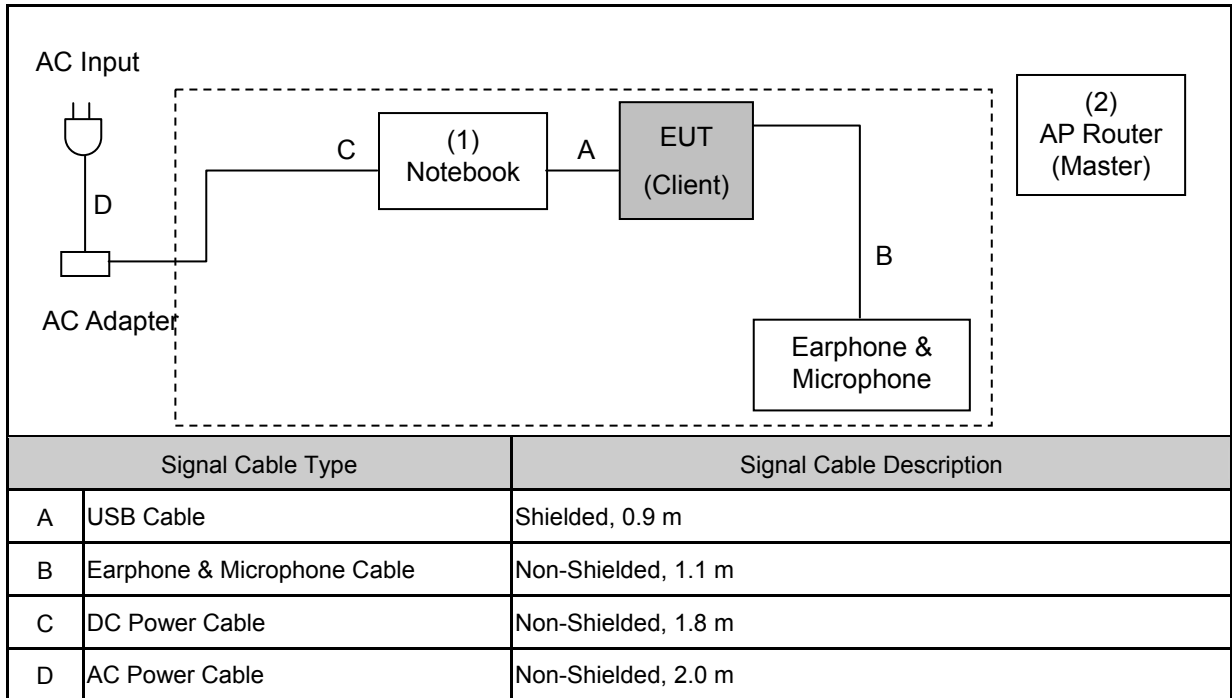 AC Input
D
AC Adapter
C
(1)
Notebook
A
EUT
(Client)
B
Earphone &
Microphone
(2)
AP Router
(Master)
Signal Cable Type Signal Cable Description
A USB Cable Shielded, 0.9 m
B Earphone & Microphone Cable Non-Shielded, 1.1 m
C DC Power Cable Non-Shielded, 1.8 m
D AC Power Cable Non-Shielded, 2.0 m